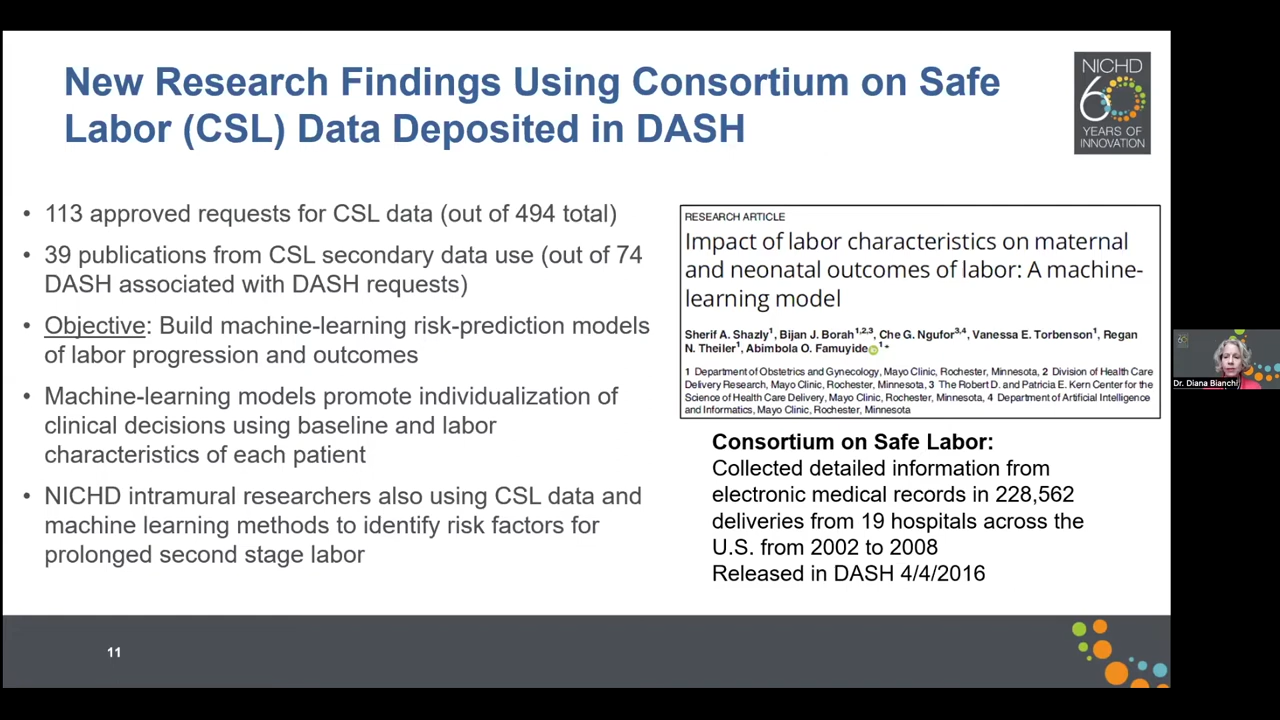 New Research Findings Using Consortium on Safe
Labor (CSL) Data Deposited in DASH
NICHD
60
YEARS OF
INNOVATION
• 113 approved requests for CSL data (out of 494 total)
• 39 publications from CSL secondary data use (out of 74
DASH associated with DASH requests)
• Objective: Build machine-learning risk-prediction models
of labor progression and outcomes
• Machine-learning models promote individualization of
clinical decisions using baseline and labor
characteristics of each patient
• NICHD intramural researchers also using CSL data and
machine learning methods to identify risk factors for
prolonged second stage labor
RESEARCH ARTICLE
Impact of labor characteristics on maternal
and neonatal outcomes of labor: A machine-
learning model
Sherif A. Shazly1, Bijan J. Borah1,2,3, Che G. Ngufor3,4, Vanessa E. Torbenson1, Regan
N. Theiler1, Abimbola O. Famuyide iD 1*
1 Department of Obstetrics and Gynecology, Mayo Clinic, Rochester, Minnesota, 2 Division of Health Care
Delivery Research, Mayo Clinic, Rochester, Minnesota, 3 The Robert D. and Patricia E. Kern Center for the
Science of Health Care Delivery, Mayo Clinic, Rochester, Minnesota, 4 Department of Artificial Intelligence
and Informatics, Mayo Clinic, Rochester, Minnesota
Consortium on Safe Labor:
Collected detailed information from
electronic medical records in 228,562
deliveries from 19 hospitals across the
U.S. from 2002 to 2008
Released in DASH 4/4/2016
60
Dr. Diana Bianchi
11